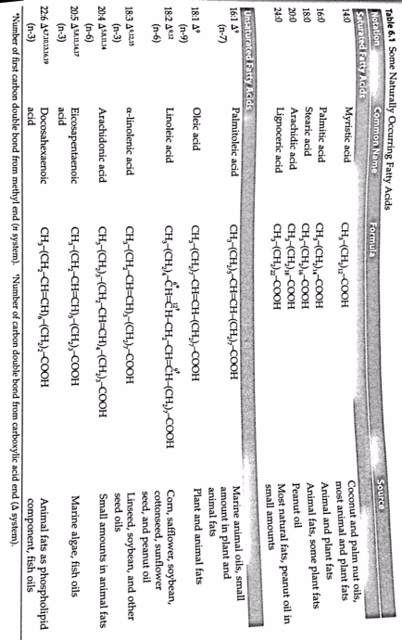 Table 6.1 Some Naturally Occurring Fatty Acids
Notation Common Name Formula Source
Saturated Fatty Acids
14:0 Myristic acid CH₃–(CH₂)₁₂–COOH Coconut and palm nut oils,
most animal and plant fats
16:0 Palmitic acid CH₃–(CH₂)₁₄–COOH Animal and plant fats
18:0 Stearic acid CH₃–(CH₂)₁₆–COOH Animal fats, some plant fats
20:0 Arachidic acid CH₃–(CH₂)₁₈–COOH Peanut oil
24:0 Lignoceric acid CH₃–(CH₂)₂₂–COOH Most natural fats, peanut oil in
small amounts
Unsaturated Fatty Acids
16:1 Δ⁹ Palmitoleic acid CH₃–(CH₂)₅–CH=CH–(CH₂)₇–COOH Marine animal oils, small
(n-7) amount in plant and
animal fats
18:1 Δ⁹ Oleic acid CH₃–(CH₂)₇–CH=CH–(CH₂)₇–COOH Plant and animal fats
(n-9)
18:2 Δ⁹,¹² Linoleic acid CH₃–(CH₂)₄–CH=CH–CH₂–CH=CH–(CH₂)₇–COOH Corn, safflower, soybean,
(n-6) cottonseed, sunflower
seed, and peanut oil
18:3 Δ⁹,¹²,¹⁵ α-linolenic acid CH₃–(CH₂–CH=CH)₃–(CH₂)₇–COOH Linseed, soybean, and other
(n-3) seed oils
20:4 Δ⁵,⁸,¹¹,¹⁴ Arachidonic acid CH₃–(CH₂)₃–(CH₂–CH=CH)₄–(CH₂)₃–COOH Small amounts in animal fats
(n-6)
20:5 Δ⁵,⁸,¹¹,¹⁴,¹⁷ Eicosapentaenoic CH₃–(CH₂–CH=CH)₅–(CH₂)₃–COOH Marine algae, fish oils
(n-3) acid
22:6 Δ⁴,⁷,¹⁰,¹³,¹⁶,¹⁹ Docosahexaenoic CH₃–(CH₂–CH=CH)₆–(CH₂)₂–COOH Animal fats as phospholipid
(n-3) acid component, fish oils
Number of first carbon double bond from methyl end (n system). Number of carbon double bond from carboxylic acid end (Δ system).